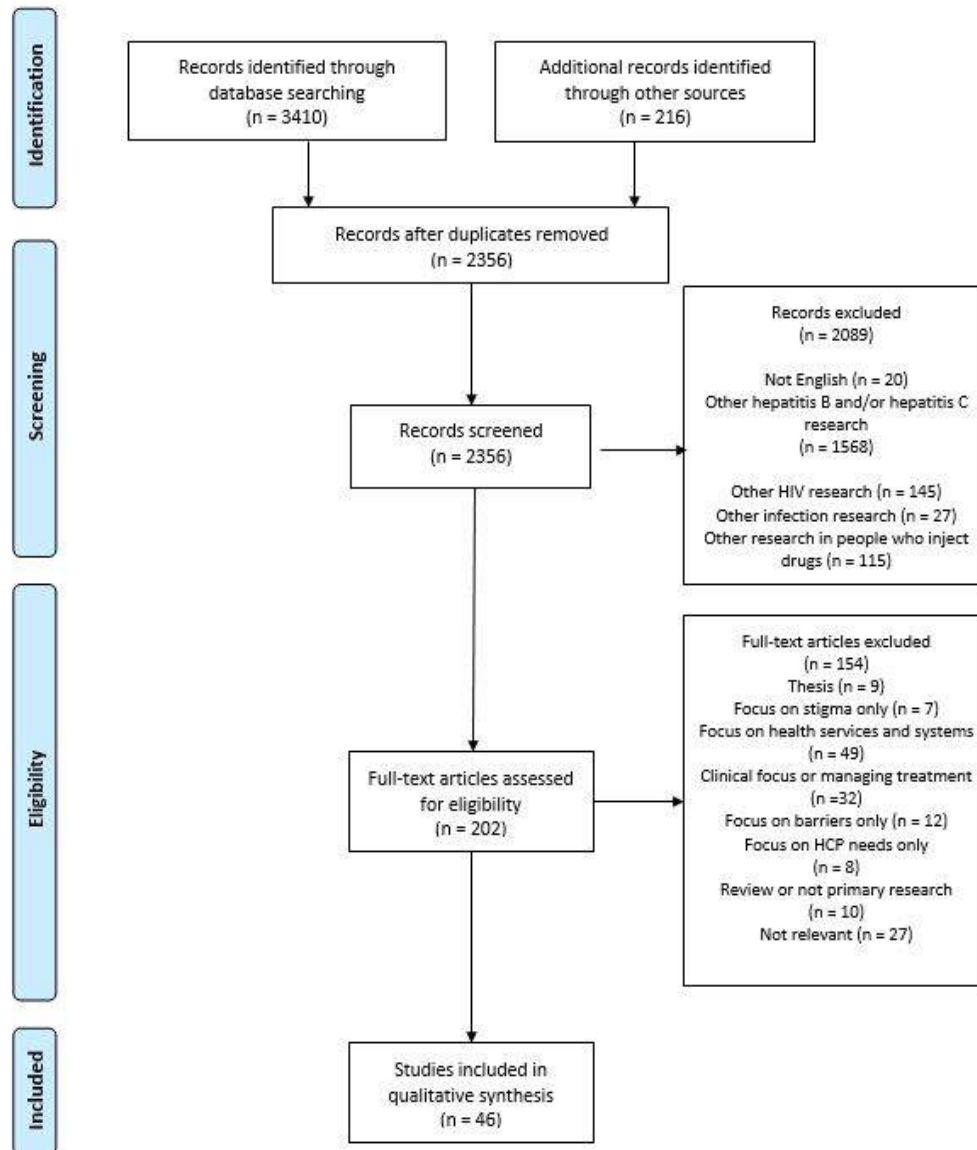 Identification
Records identified through
database searching
(n = 3410)
Additional records identified
through other sources
(n = 216)
Records after duplicates removed
(n = 2356)
Screening
Records screened
(n = 2356)
Records excluded
(n = 2089)
Not English (n = 20)
Other hepatitis B and/or hepatitis C
research
(n = 1568)
Other HIV research (n = 145)
Other infection research (n = 27)
Other research in people who inject
drugs (n = 115)
Eligibility
Full-text articles assessed
for eligibility
(n = 202)
Full-text articles excluded
(n = 154)
Thesis (n = 9)
Focus on stigma only (n = 7)
Focus on health services and systems
(n = 49)
Clinical focus or managing treatment
(n =32)
Focus on barriers only (n = 12)
Focus on HCP needs only
(n = 8)
Review or not primary research
(n = 10)
Not relevant (n = 27)
Included
Studies included in
qualitative synthesis
(n = 46)